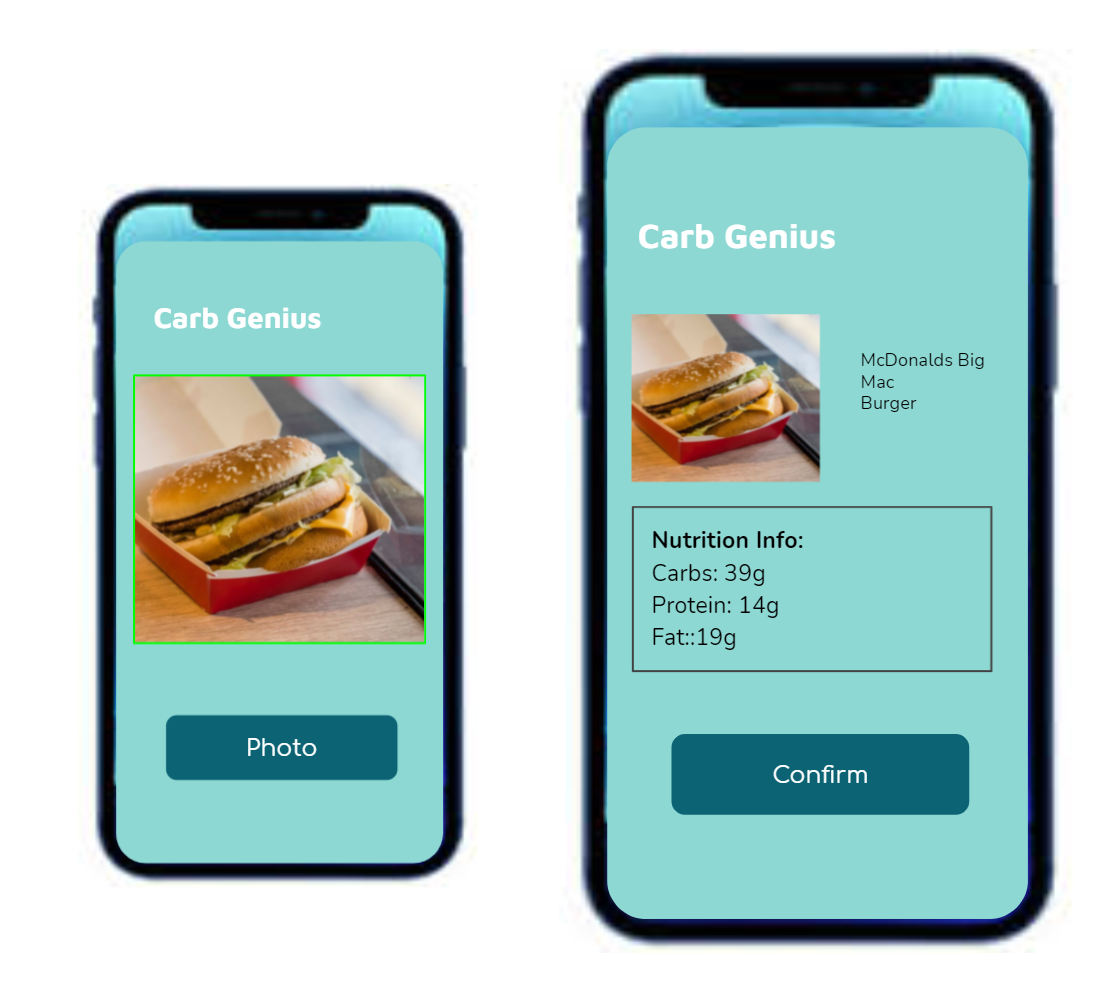 Carb Genius
Photo
Carb Genius
McDonalds Big
Mac
Burger
Nutrition Info:
Carbs: 39g
Protein: 14g
Fat::19g
Confirm